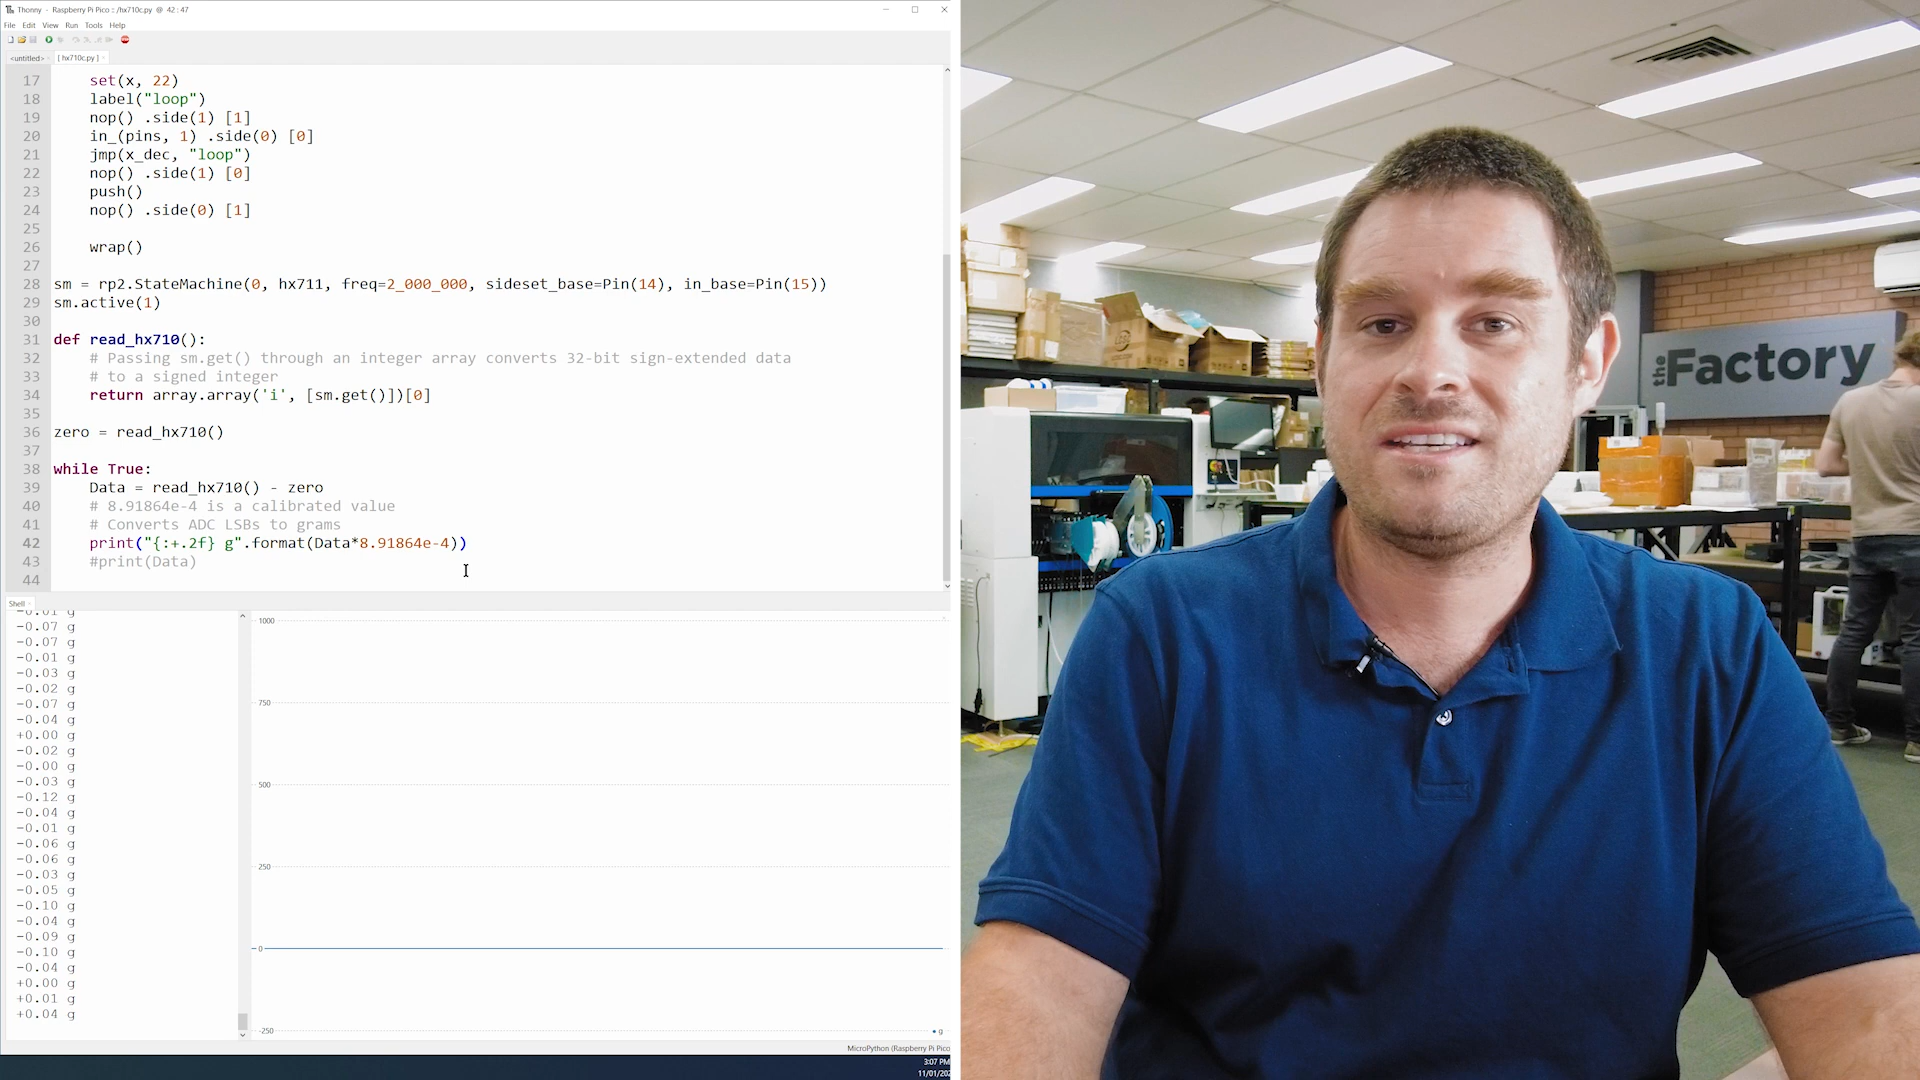 Thonny - Raspberry Pi Pico :: /hx710c.py @ 42 : 47
File Edit View Run Tools Help
<untitled> [ hx710c.py ]
17 set(x, 22)
18 label("loop")
19 nop() .side(1) [1]
20 in_(pins, 1) .side(0) [0]
21 jmp(x_dec, "loop")
22 nop() .side(1) [0]
23 push()
24 nop() .side(0) [1]
25
26 wrap()
27
28 sm = rp2.StateMachine(0, hx711, freq=2_000_000, sideset_base=Pin(14), in_base=Pin(15))
29 sm.active(1)
30
31 def read_hx710():
32 # Passing sm.get() through an integer array converts 32-bit sign-extended data
33 # to a signed integer
34 return array.array('i', [sm.get()])[0]
35
36 zero = read_hx710()
37
38 while True:
39 Data = read_hx710() - zero
40 # 8.91864e-4 is a calibrated value
41 # Converts ADC LSBs to grams
42 print("{:+.2f} g".format(Data*8.91864e-4))
43 #print(Data)
44
Shell
-0.01 g
-0.07 g
-0.07 g
-0.01 g
-0.03 g
-0.02 g
-0.07 g
-0.04 g
+0.00 g
-0.02 g
-0.00 g
-0.03 g
-0.12 g
-0.04 g
-0.01 g
-0.06 g
-0.06 g
-0.03 g
-0.05 g
-0.10 g
-0.04 g
-0.09 g
-0.10 g
-0.04 g
+0.00 g
+0.01 g
+0.04 g
1000
750
500
250
0
-250
g
MicroPython (Raspberry Pi Pico
3:07 PM
11/01/202
the Factory